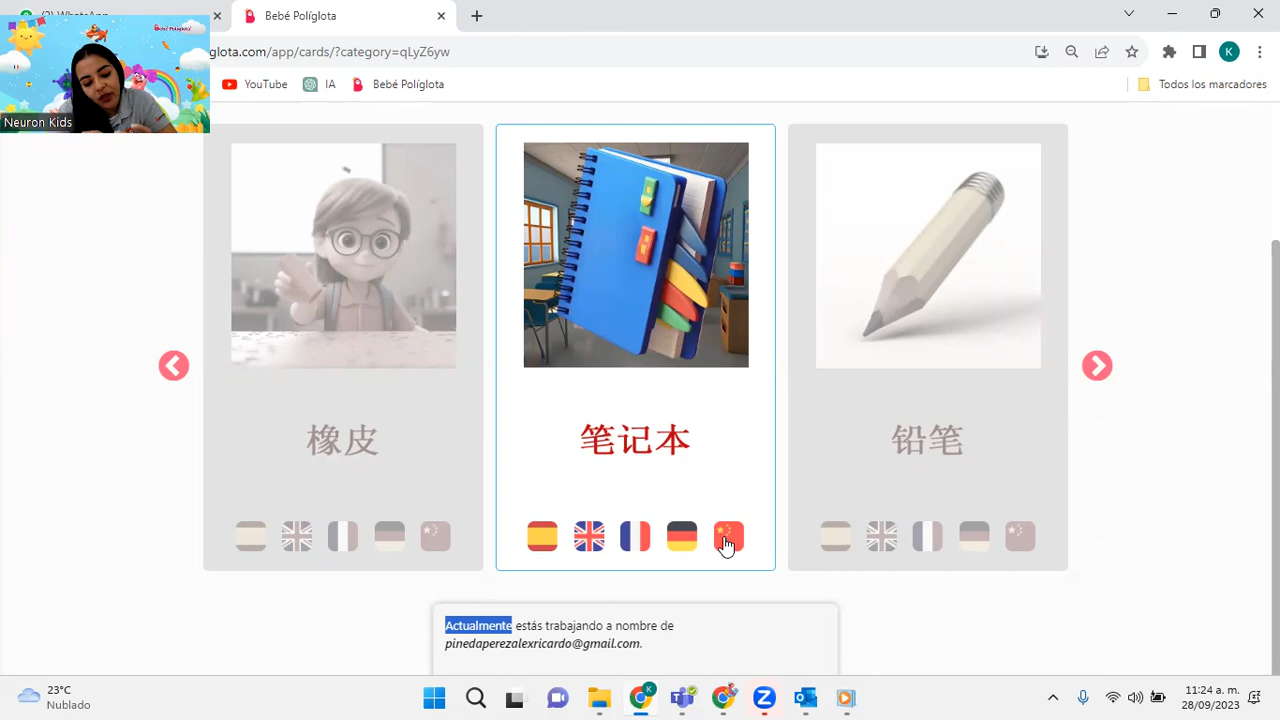 Bebé Políglota
glota.com/app/cards/?category=qLyZ6yw
K
YouTube
IA
Bebé Políglota
Todos los marcadores
Bebé Políglota
Neuron Kids
橡皮
笔记本
铅笔
Actualmente estás trabajando a nombre de
pinedaperezalexricardo@gmail.com.
23°C
Nublado
11:24 a. m.
28/09/2023